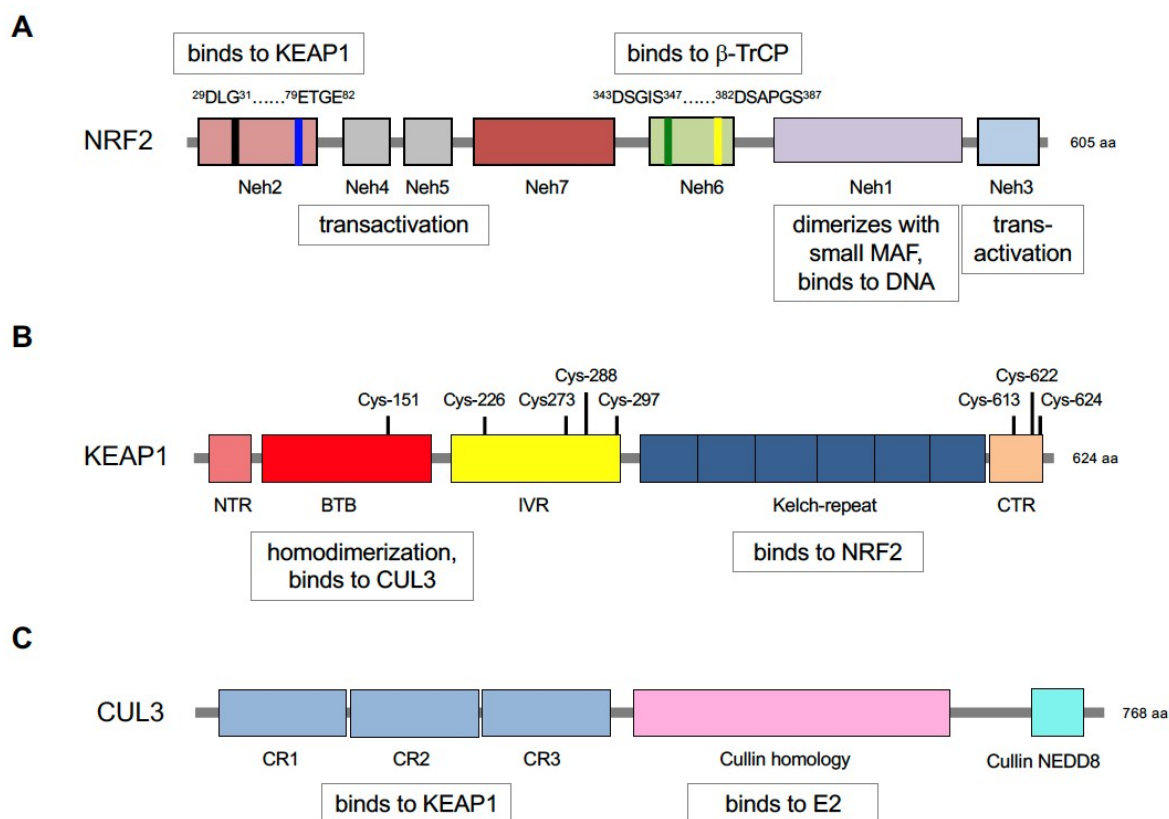 A
binds to KEAP1
binds to β-TrCP
²⁹DLG³¹……⁷⁹ETGE⁸²
³⁴³DSGIS³⁴⁷……³⁸²DSAPGS³⁸⁷
NRF2
605 aa
Neh2
Neh4
Neh5
Neh7
Neh6
Neh1
Neh3
transactivation
dimerizes with
small MAF,
binds to DNA
trans-
activation
B
Cys-151
Cys-226
Cys273
Cys-288
Cys-297
Cys-613
Cys-622
Cys-624
KEAP1
624 aa
NTR
BTB
IVR
Kelch-repeat
CTR
homodimerization,
binds to CUL3
binds to NRF2
C
CUL3
768 aa
CR1
CR2
CR3
Cullin homology
Cullin NEDD8
binds to KEAP1
binds to E2